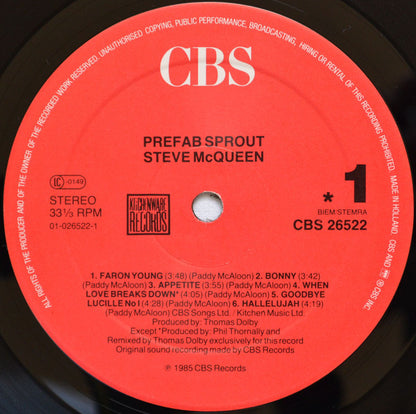 ALL RIGHTS OF THE PRODUCER AND OF THE OWNER OF THE RECORDED WORK RESERVED. UNAUTHORISED COPYING, PUBLIC PERFORMANCE, BROADCASTING, HIRING OR RENTAL OF THIS RECORD PROHIBITED. MADE IN HOLLAND. CBS AND ARE ® CBS INC.
CBS
PREFAB SPROUT
STEVE McQUEEN
LC -0149
STEREO
33⅓ RPM
01-026522-1
KITCHENWARE
RECORDS
* 1
BIEM/STEMRA
CBS 26522
1. FARON YOUNG (3:48) (Paddy McAloon) 2. BONNY (3:42)
(Paddy McAloon) 3. APPETITE (3:55) (Paddy McAloon) 4. WHEN
LOVE BREAKS DOWN* (4:05) (Paddy McAloon) 5. GOODBYE
LUCILLE No I (4:28) (Paddy McAloon) 6. HALLELUJAH (4:19)
(Paddy McAloon) CBS Songs Ltd. / Kitchen Music Ltd
Produced by: Thomas Dolby
Except *Produced by: Phil Thornally and
Remixed by Thomas Dolby exclusively for this record
Original sound recording made by CBS Records
℗ 1985 CBS Records